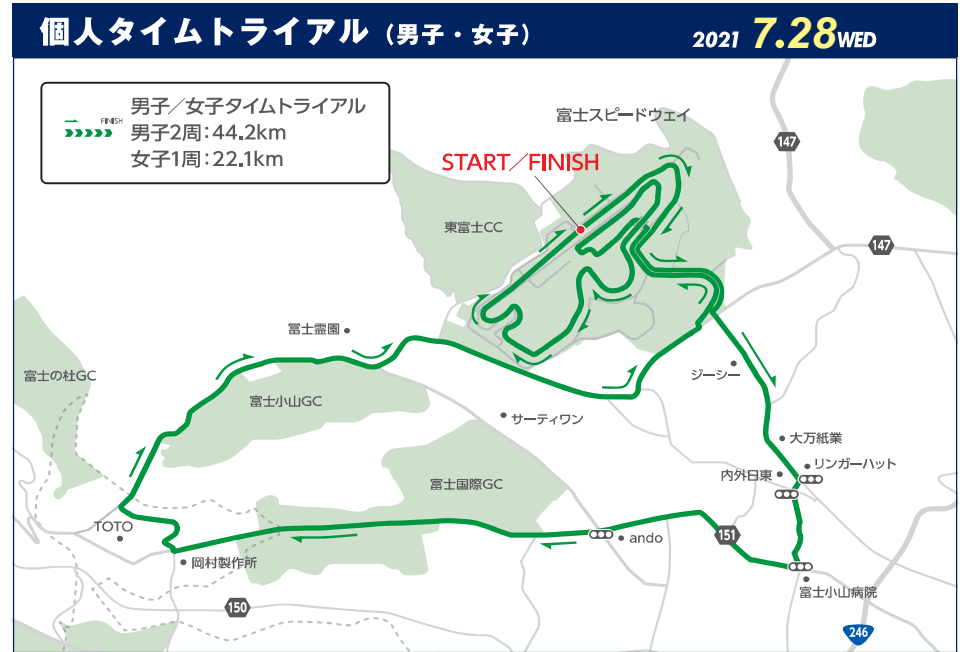 個人タイムトライアル（男子・女子）
2021 7.28WED
男子／女子タイムトライアル
FINISH
男子2周：44.2km
女子1周：22.1km
富士スピードウェイ
147
START／FINISH
東富士CC
147
冨士霊園
ジーシー
富士の杜GC
富士小山GC
サーティワン
大万紙業
リンガーハット
内外日東
富士国際GC
TOTO
ando
151
岡村製作所
富士小山病院
150
246